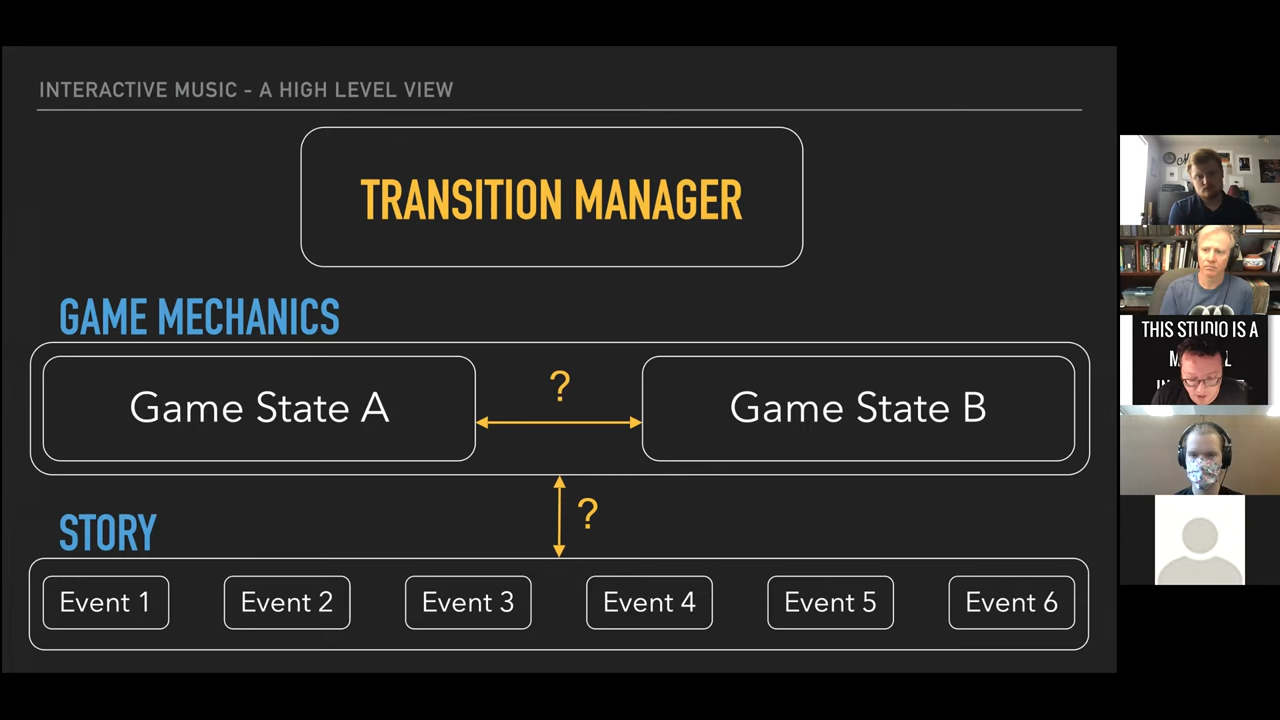 INTERACTIVE MUSIC - A HIGH LEVEL VIEW
TRANSITION MANAGER
GAME MECHANICS
Game State A
?
Game State B
?
STORY
Event 1
Event 2
Event 3
Event 4
Event 5
Event 6
THIS STUDIO IS A